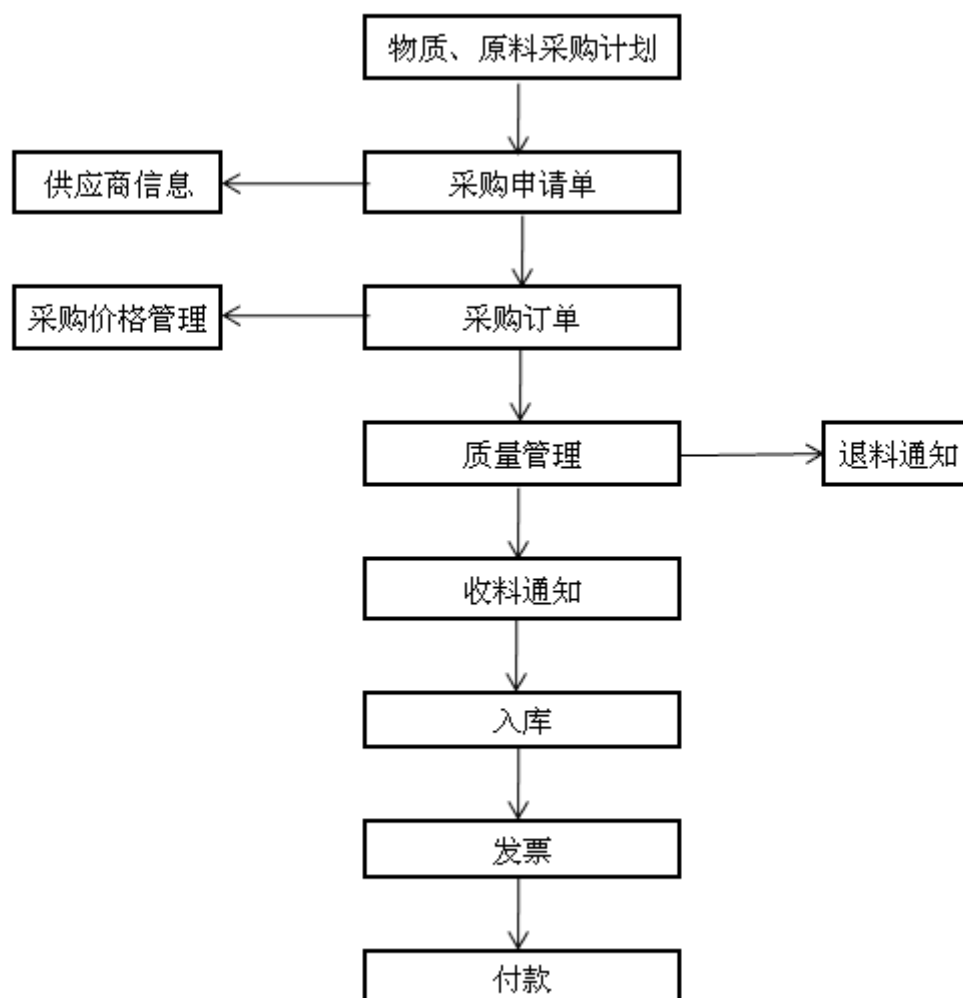 物质、原料采购计划
供应商信息
采购申请单
采购价格管理
采购订单
质量管理
退料通知
收料通知
入库
发票
付款